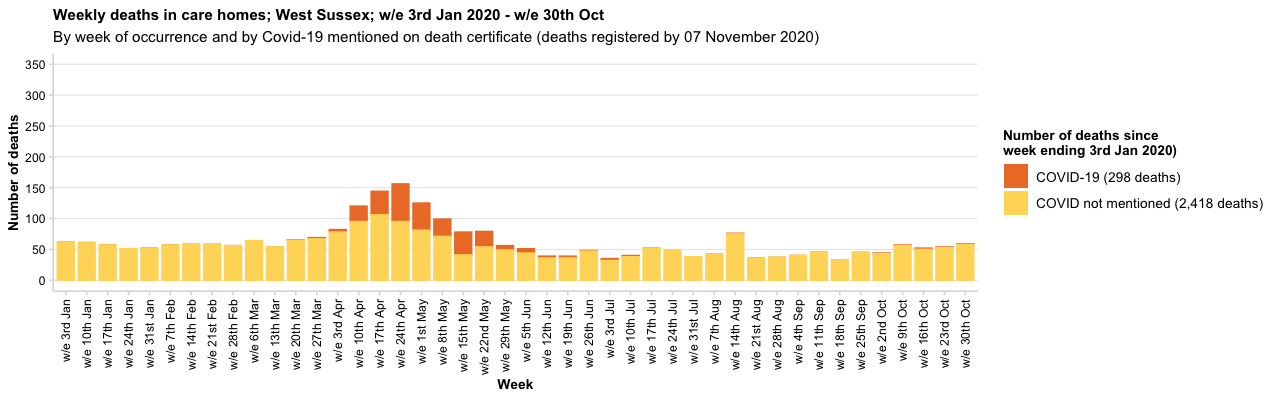 Weekly deaths in care homes; West Sussex; w/e 3rd Jan 2020 - w/e 30th Oct
By week of occurrence and by Covid-19 mentioned on death certificate (deaths registered by 07 November 2020)
Number of deaths
350
300
250
200
150
100
50
0
w/e 3rd Jan
w/e 10th Jan
w/e 17th Jan
w/e 24th Jan
w/e 31st Jan
w/e 7th Feb
w/e 14th Feb
w/e 21st Feb
w/e 28th Feb
w/e 6th Mar
w/e 13th Mar
w/e 20th Mar
w/e 27th Mar
w/e 3rd Apr
w/e 10th Apr
w/e 17th Apr
w/e 24th Apr
w/e 1st May
w/e 8th May
w/e 15th May
w/e 22nd May
w/e 29th May
w/e 5th Jun
w/e 12th Jun
w/e 19th Jun
w/e 26th Jun
w/e 3rd Jul
w/e 10th Jul
w/e 17th Jul
w/e 24th Jul
w/e 31st Jul
w/e 7th Aug
w/e 14th Aug
w/e 21st Aug
w/e 28th Aug
w/e 4th Sep
w/e 11th Sep
w/e 18th Sep
w/e 25th Sep
w/e 2nd Oct
w/e 9th Oct
w/e 16th Oct
w/e 23rd Oct
w/e 30th Oct
Week
Number of deaths since
week ending 3rd Jan 2020)
COVID-19 (298 deaths)
COVID not mentioned (2,418 deaths)